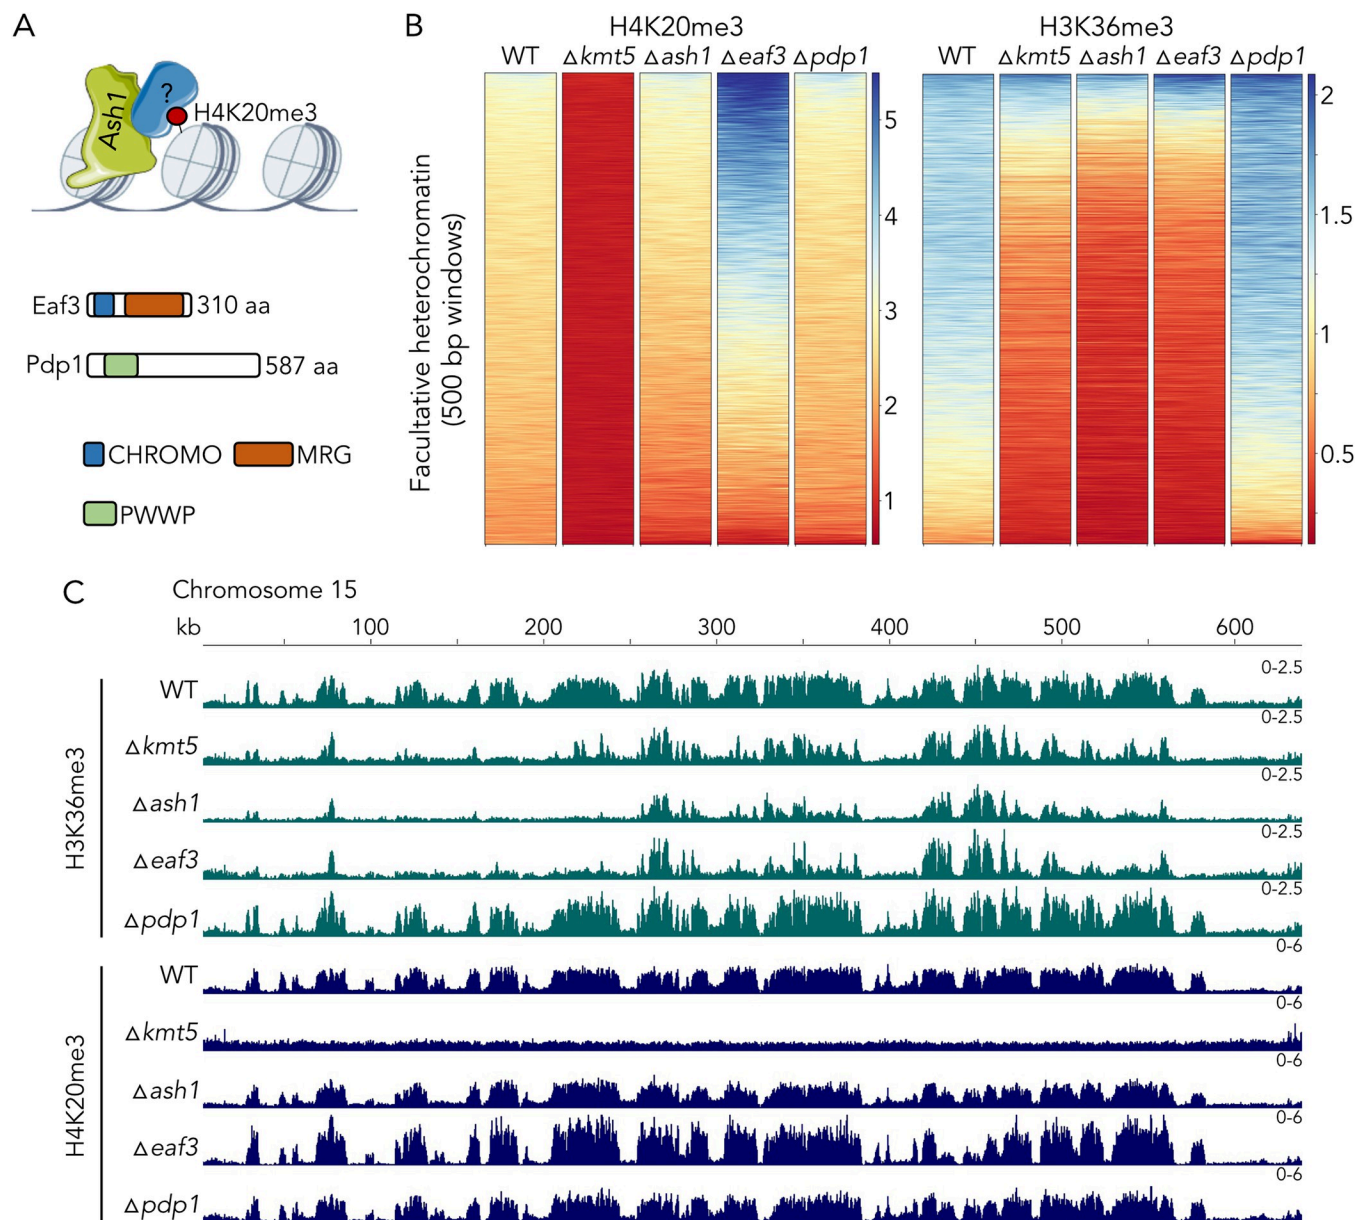 A
Ash1
?
H4K20me3
Eaf3 310 aa
Pdp1 587 aa
CHROMO MRG
PWWP
B
H4K20me3 H3K36me3
WT Δkmt5 Δash1 Δeaf3 Δpdp1 WT Δkmt5 Δash1 Δeaf3 Δpdp1
Facultative heterochromatin
(500 bp windows)
5
4
3
2
1
2
1.5
1
0.5
C
Chromosome 15
kb 100 200 300 400 500 600
H3K36me3
WT 0-2.5
Δkmt5 0-2.5
Δash1 0-2.5
Δeaf3 0-2.5
Δpdp1 0-2.5
H4K20me3
WT 0-6
Δkmt5 0-6
Δash1 0-6
Δeaf3 0-6
Δpdp1 0-6